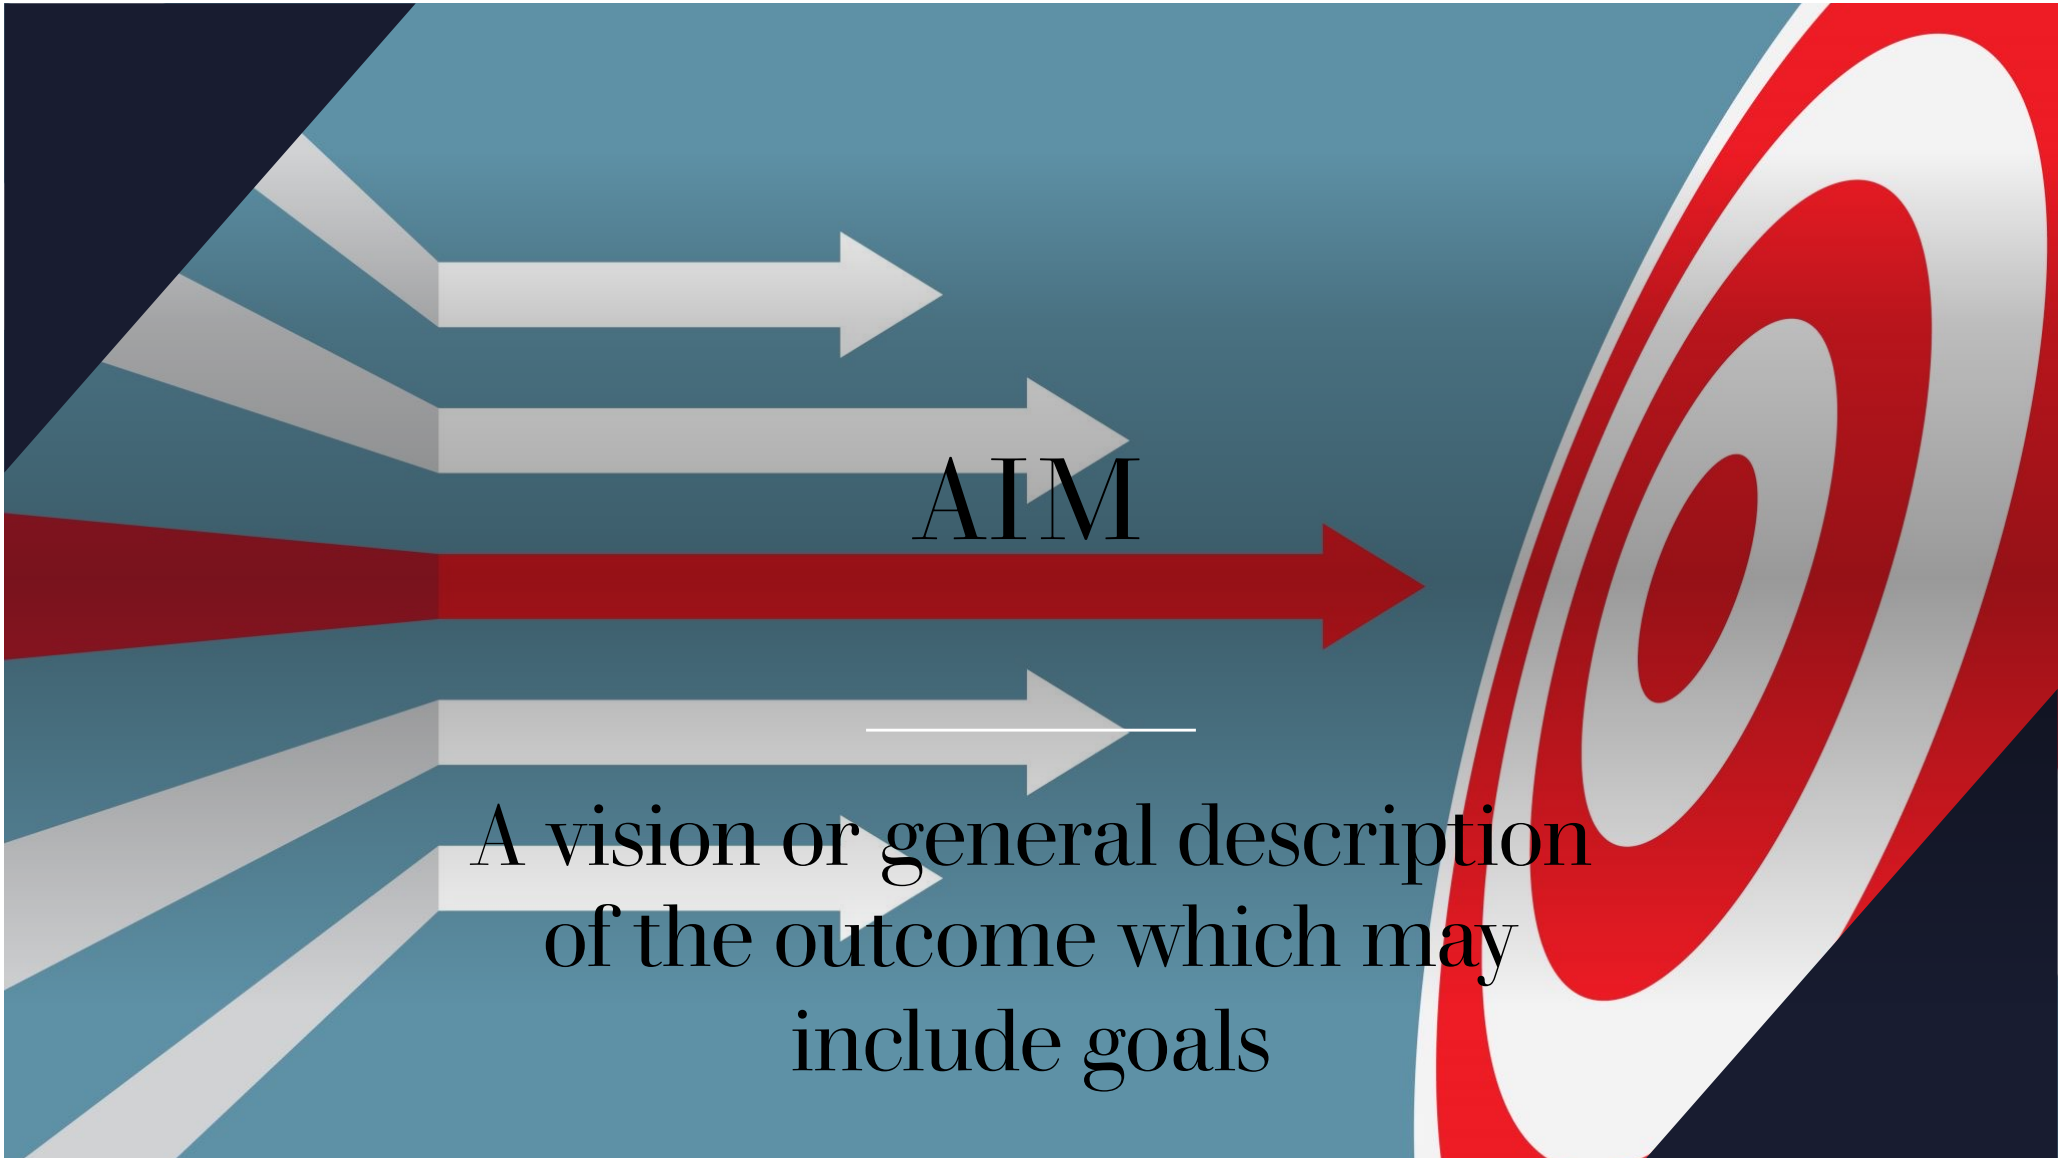 AIM
A vision or general description
of the outcome which may
include goals